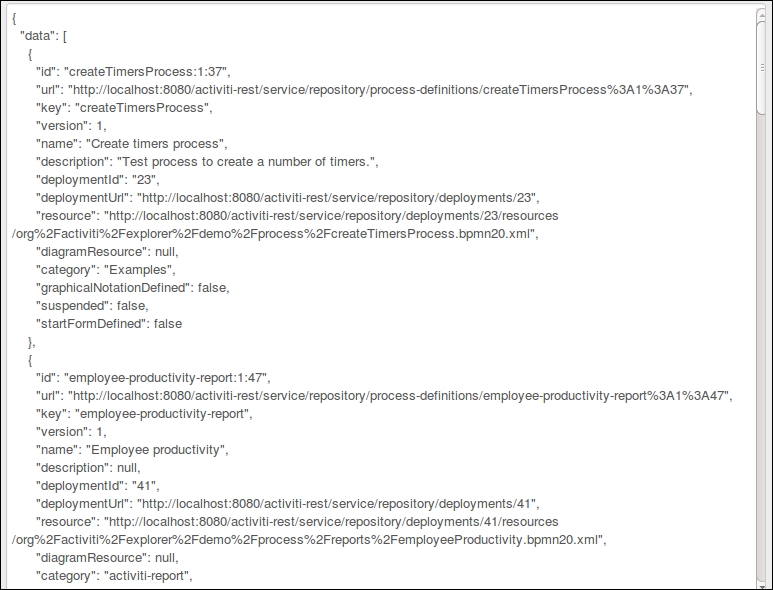 {
"data": [
{
"id": "createTimersProcess:1:37",
"url": "http://localhost:8080/activiti-rest/service/repository/process-definitions/createTimersProcess%3A1%3A37",
"key": "createTimersProcess",
"version": 1,
"name": "Create timers process",
"description": "Test process to create a number of timers.",
"deploymentId": "23",
"deploymentUrl": "http://localhost:8080/activiti-rest/service/repository/deployments/23",
"resource": "http://localhost:8080/activiti-rest/service/repository/deployments/23/resources
/org%2Factiviti%2Fexplorer%2Fdemo%2Fprocess%2FcreateTimersProcess.bpmn20.xml",
"diagramResource": null,
"category": "Examples",
"graphicalNotationDefined": false,
"suspended": false,
"startFormDefined": false
},
{
"id": "employee-productivity-report:1:47",
"url": "http://localhost:8080/activiti-rest/service/repository/process-definitions/employee-productivity-report%3A1%3A47",
"key": "employee-productivity-report",
"version": 1,
"name": "Employee productivity",
"description": null,
"deploymentId": "41",
"deploymentUrl": "http://localhost:8080/activiti-rest/service/repository/deployments/41",
"resource": "http://localhost:8080/activiti-rest/service/repository/deployments/41/resources
/org%2Factiviti%2Fexplorer%2Fdemo%2Fprocess%2Freports%2FemployeeProductivity.bpmn20.xml",
"diagramResource": null,
"category": "activiti-report",